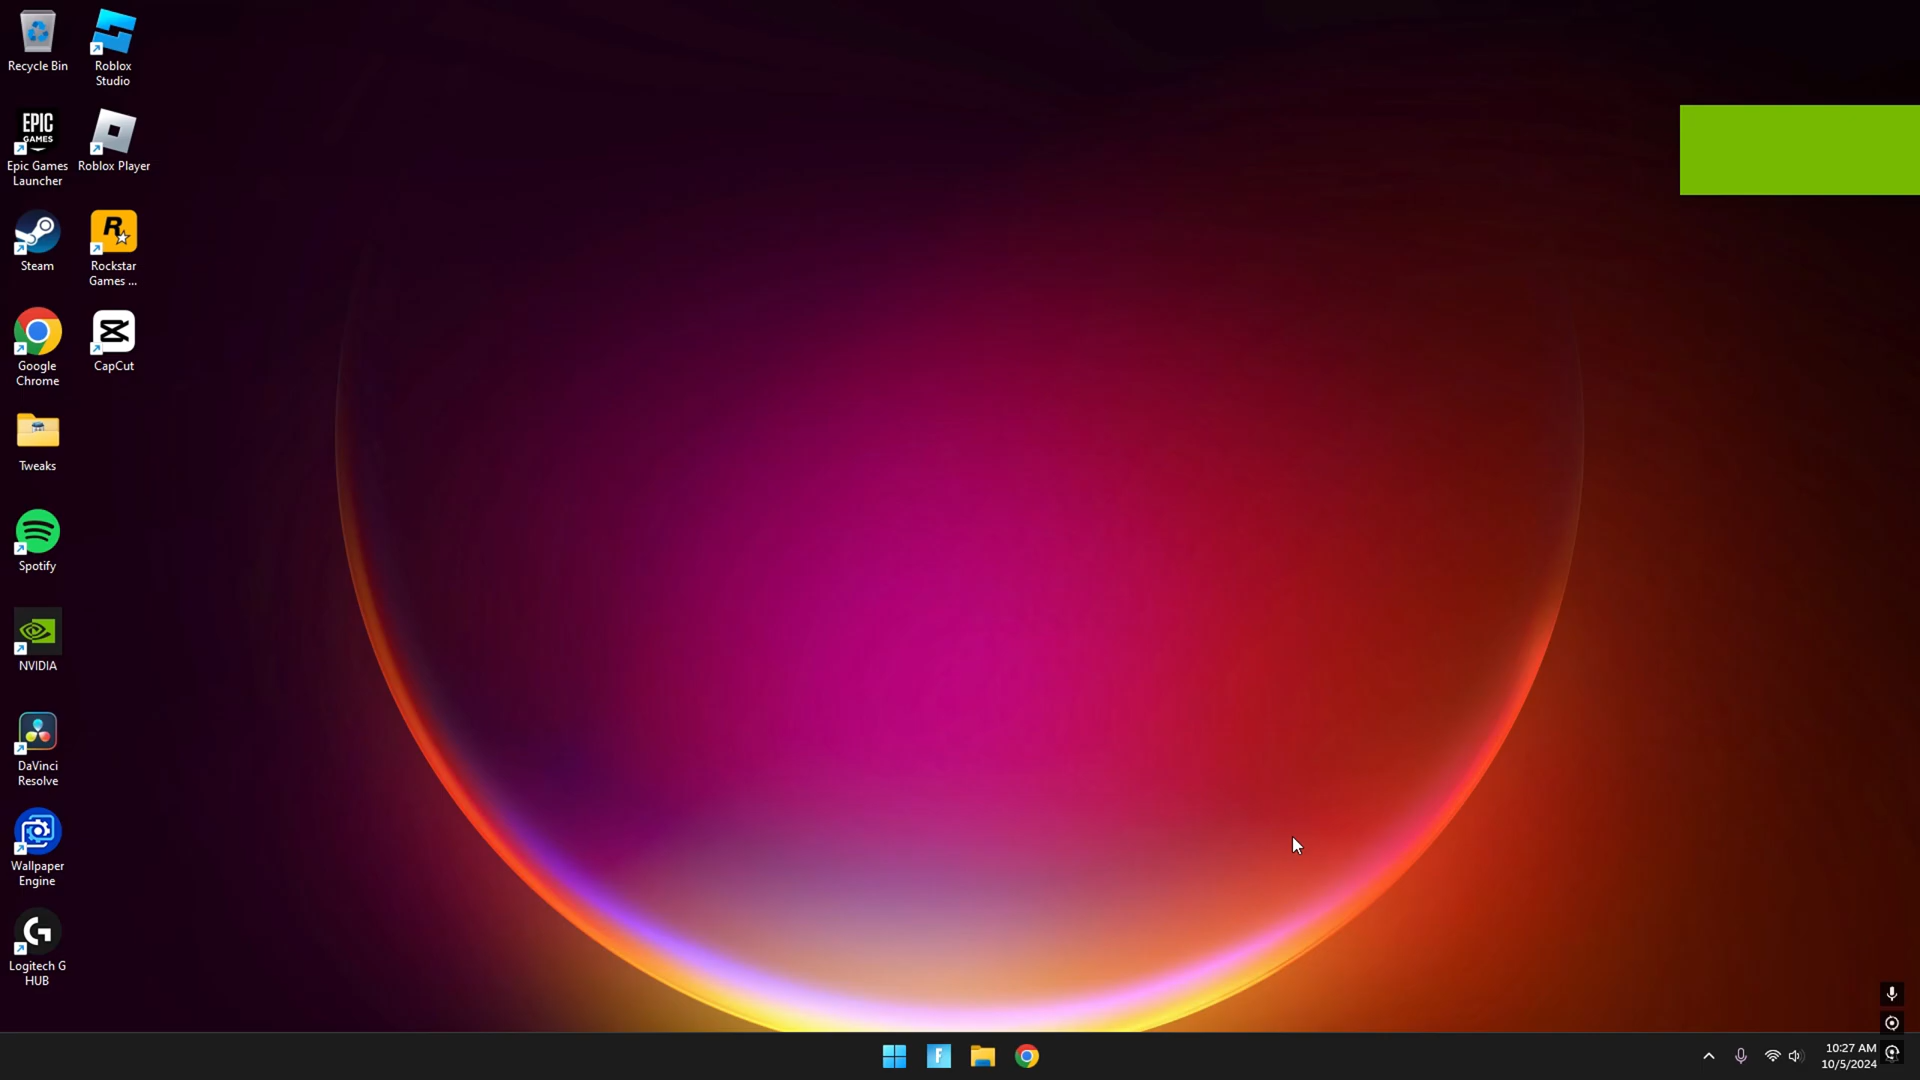 Recycle Bin
Roblox
Studio
EPIC
GAMES
Epic Games
Launcher
Roblox Player
Steam
R
Rockstar
Games ...
Google
Chrome
CapCut
Tweaks
Spotify
NVIDIA
DaVinci
Resolve
Wallpaper
Engine
G
Logitech G
HUB
F
10:27 AM
10/5/2024